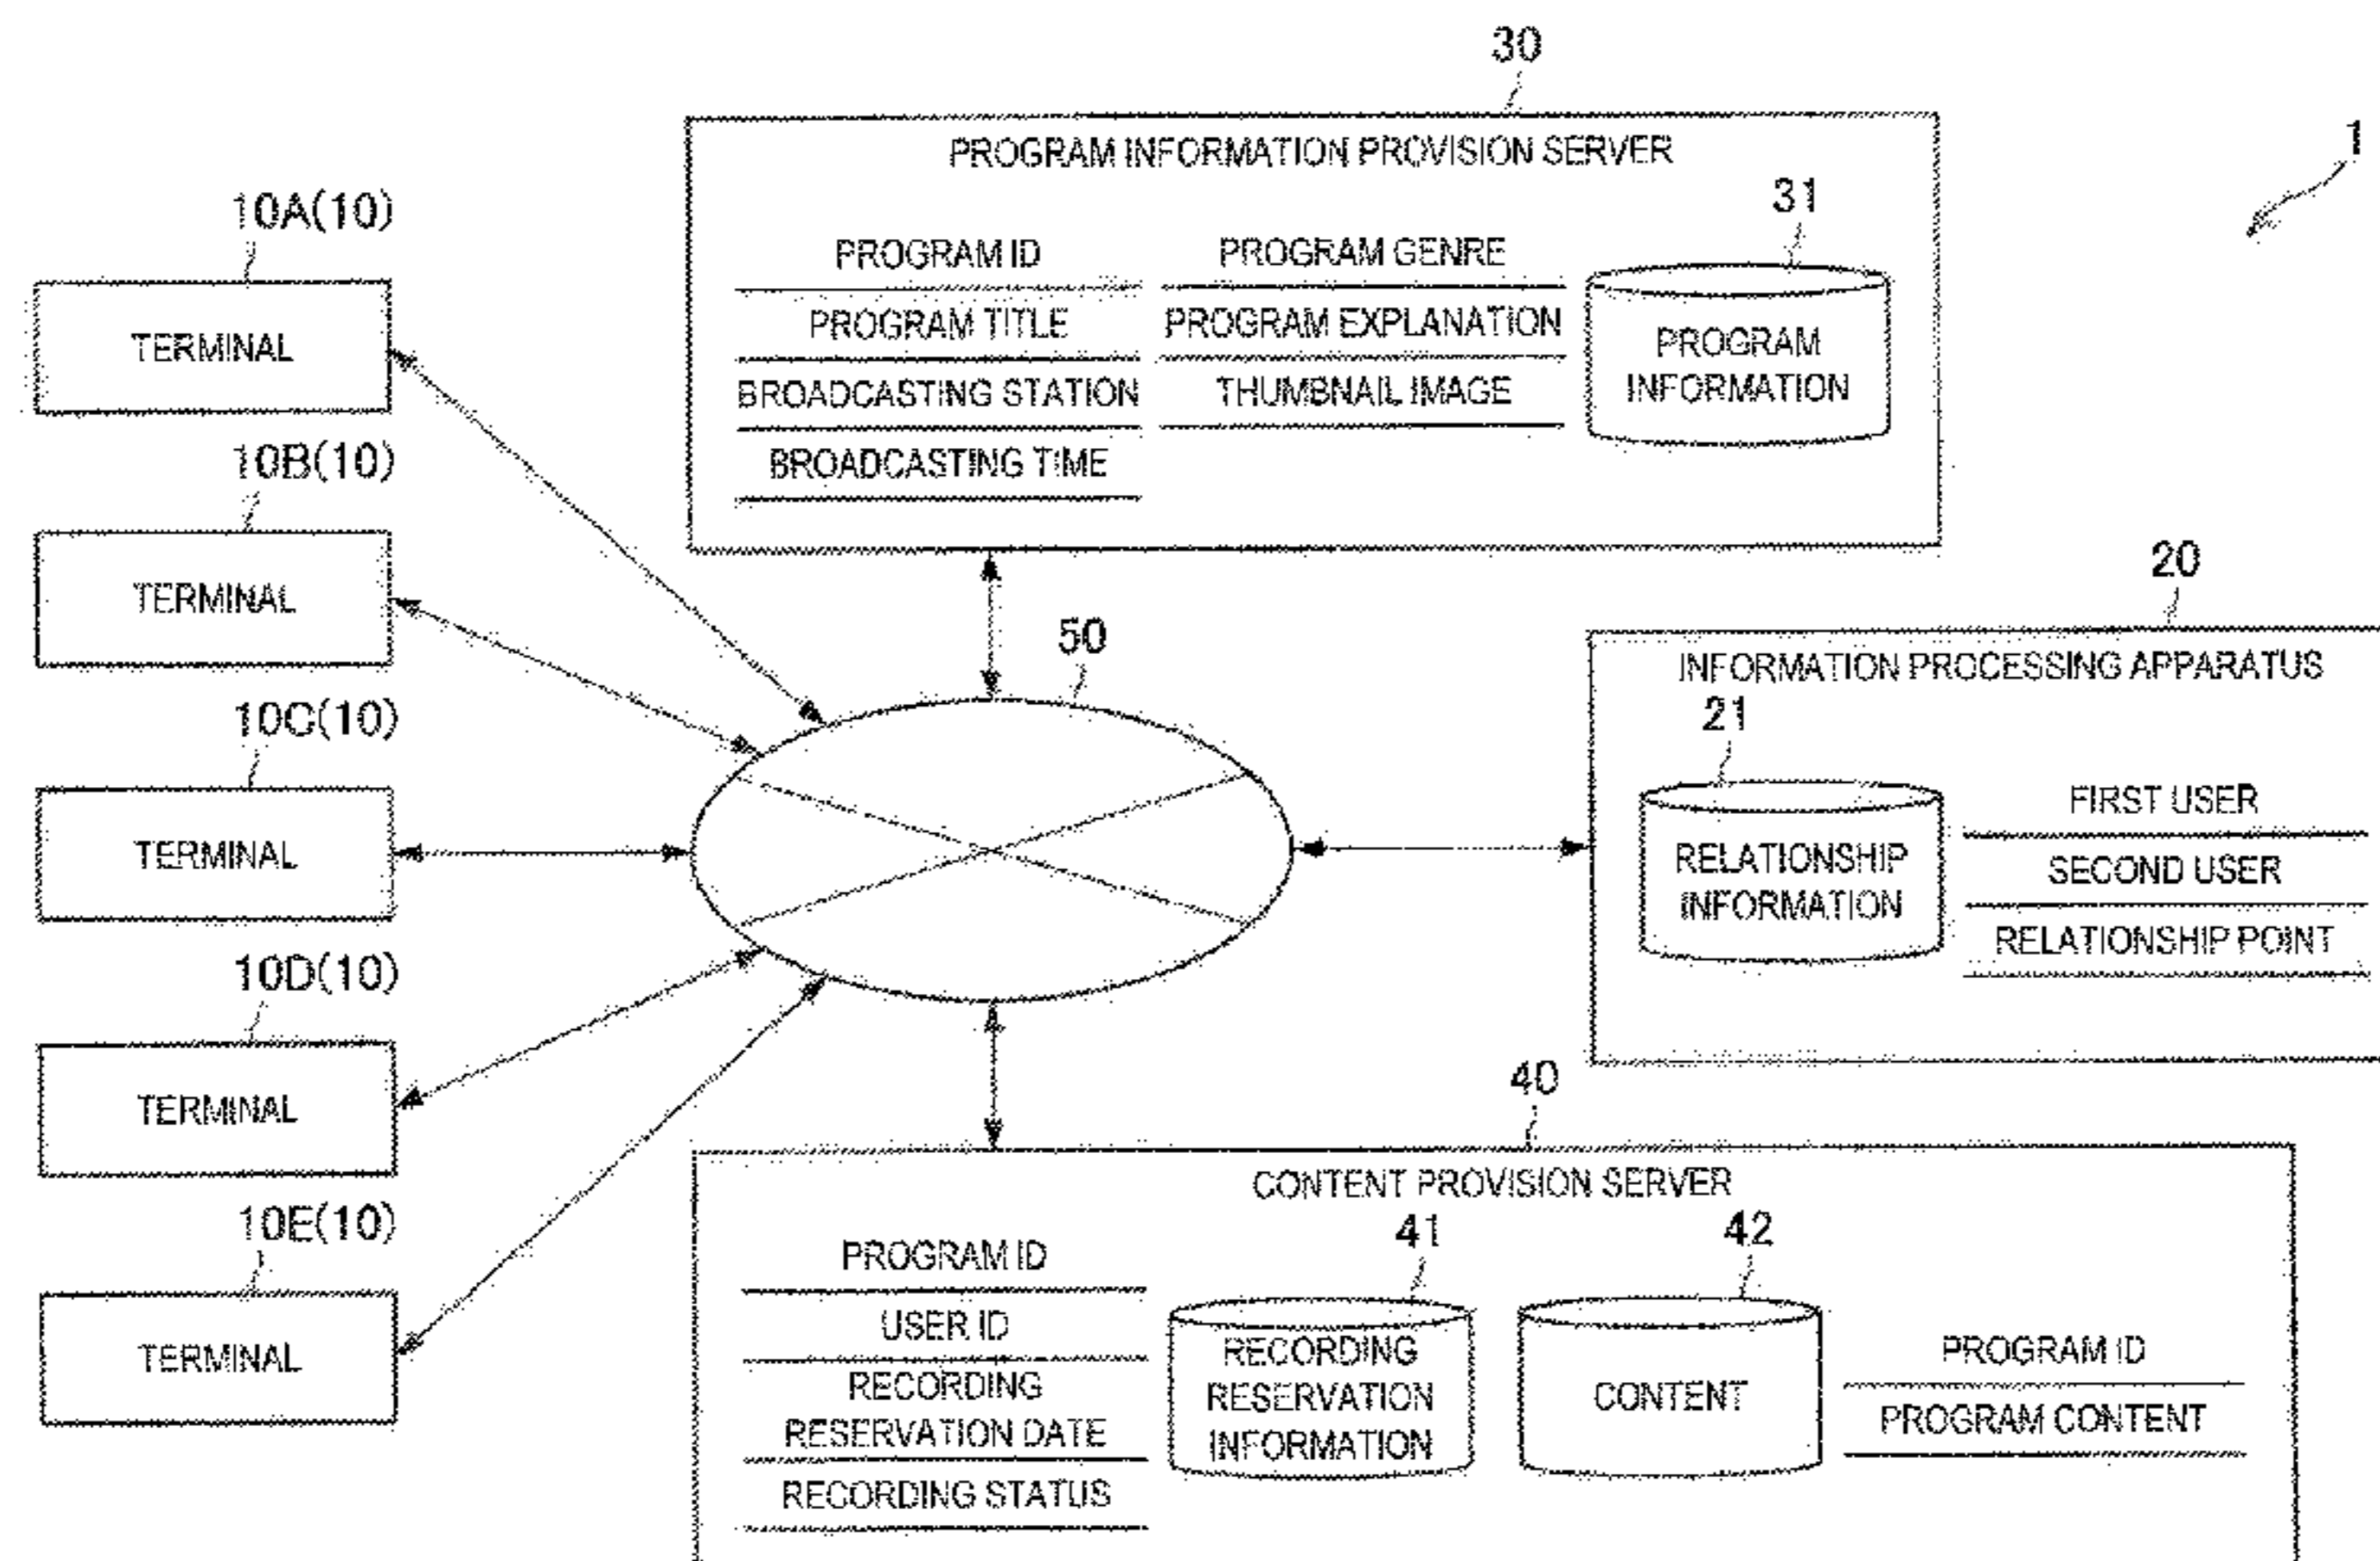 30
PROGRAM INFORMATION PROVISION SERVER
1
31
10A(10)
PROGRAM ID
PROGRAM GENRE
TERMINAL
PROGRAM TITLE
PROGRAM EXPLANATION
PROGRAM
INFORMATION
BROADCASTING STATION
THUMBNAIL IMAGE
10B(10)
BROADCASTING TIME
20
TERMINAL
50
INFORMATION PROCESSING APPARATUS
10C(10)
21
FIRST USER
TERMINAL
RELATIONSHIP
INFORMATION
SECOND USER
RELATIONSHIP POINT
10D(10)
40
TERMINAL
CONTENT PROVISION SERVER
10E(10)
41
42
PROGRAM ID
USER ID
TERMINAL
RECORDING
RESERVATION
INFORMATION
CONTENT
PROGRAM ID
RECORDING
RESERVATION DATE
PROGRAM CONTENT
RECORDING STATUS